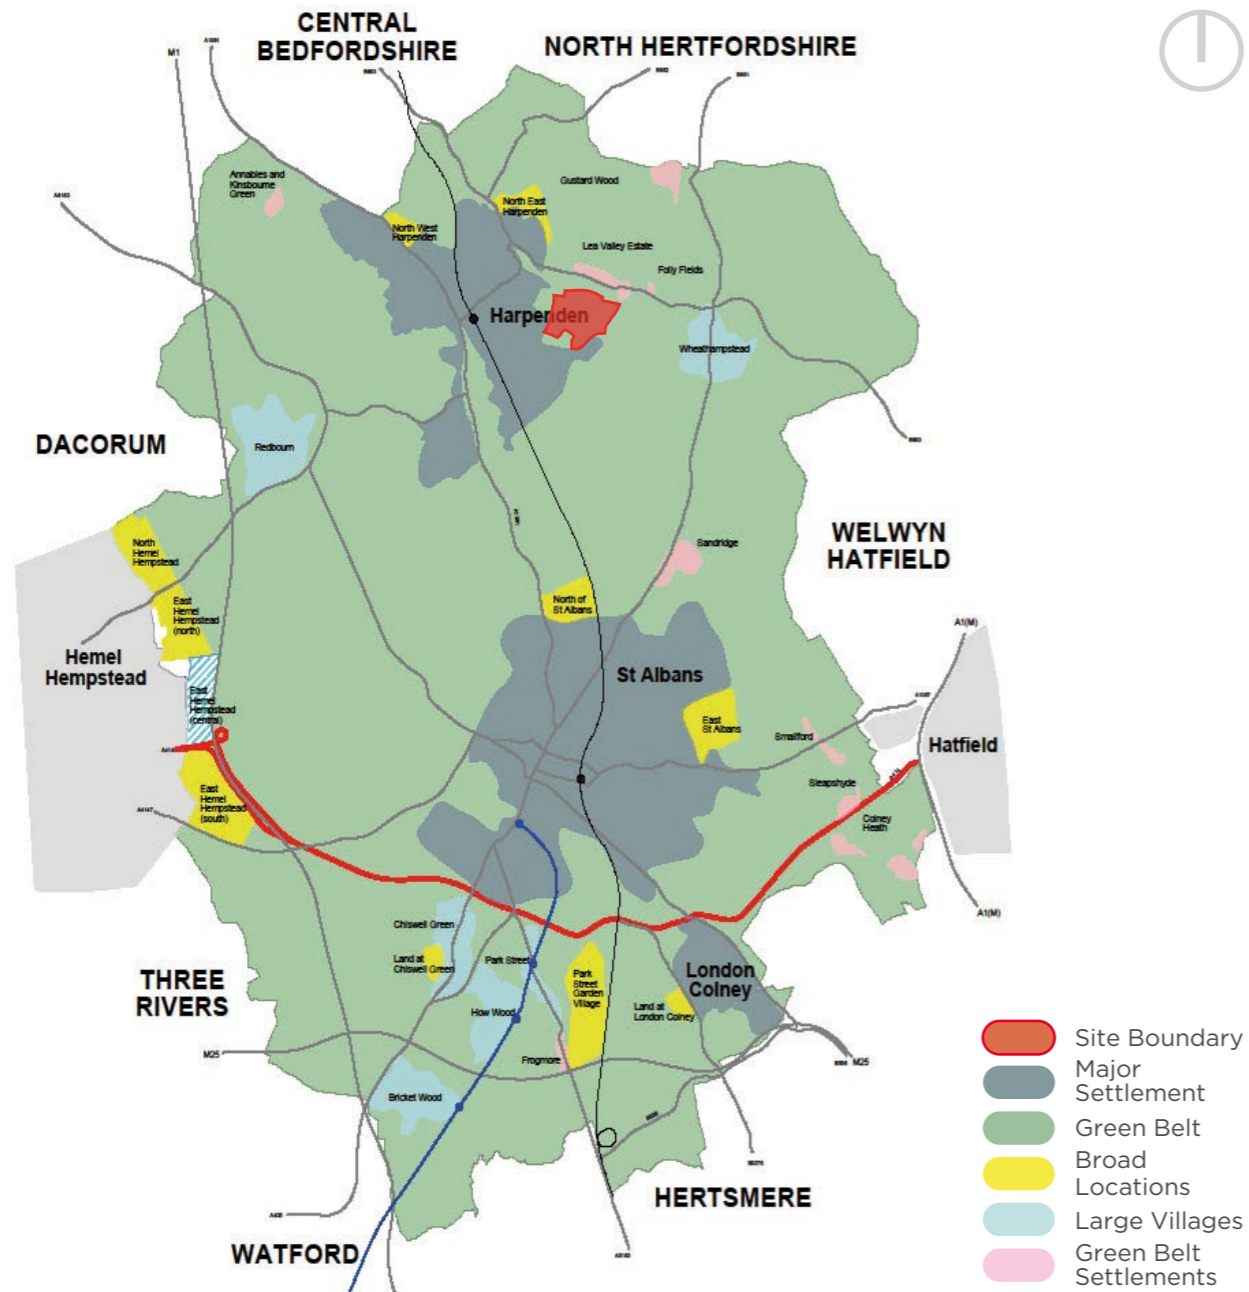 CENTRAL
BEDFORDSHIRE
NORTH HERTFORDSHIRE
M1
Annables and
Kinsbourne
Green
Gustard Wood
North East
Harpenden
North West
Harpenden
Lea Valley Estate
Folly Fields
Harpenden
Wheathampstead
DACORUM
Redbourn
WELWYN
HATFIELD
North
Hemel
Hempstead
Sandridge
East
Hemel
Hempstead
(north)
North of
St Albans
A1(M)
Hemel
Hempstead
St Albans
East
Hemel
Hempstead
(central)
East
St Albans
Smallford
Hatfield
East
Hemel
Hempstead
(south)
Sleapshyde
A4147
Colney
Heath
A1(M)
Chiswell Green
Land at
Chiswell Green
Park Street
Park
Street
Garden
Village
London
Colney
THREE
RIVERS
Land at
London Colney
How Wood
M25
Frogmore
M25
Bricket Wood
HERTSMERE
WATFORD
Site Boundary
Major
Settlement
Green Belt
Broad
Locations
Large Villages
Green Belt
Settlements